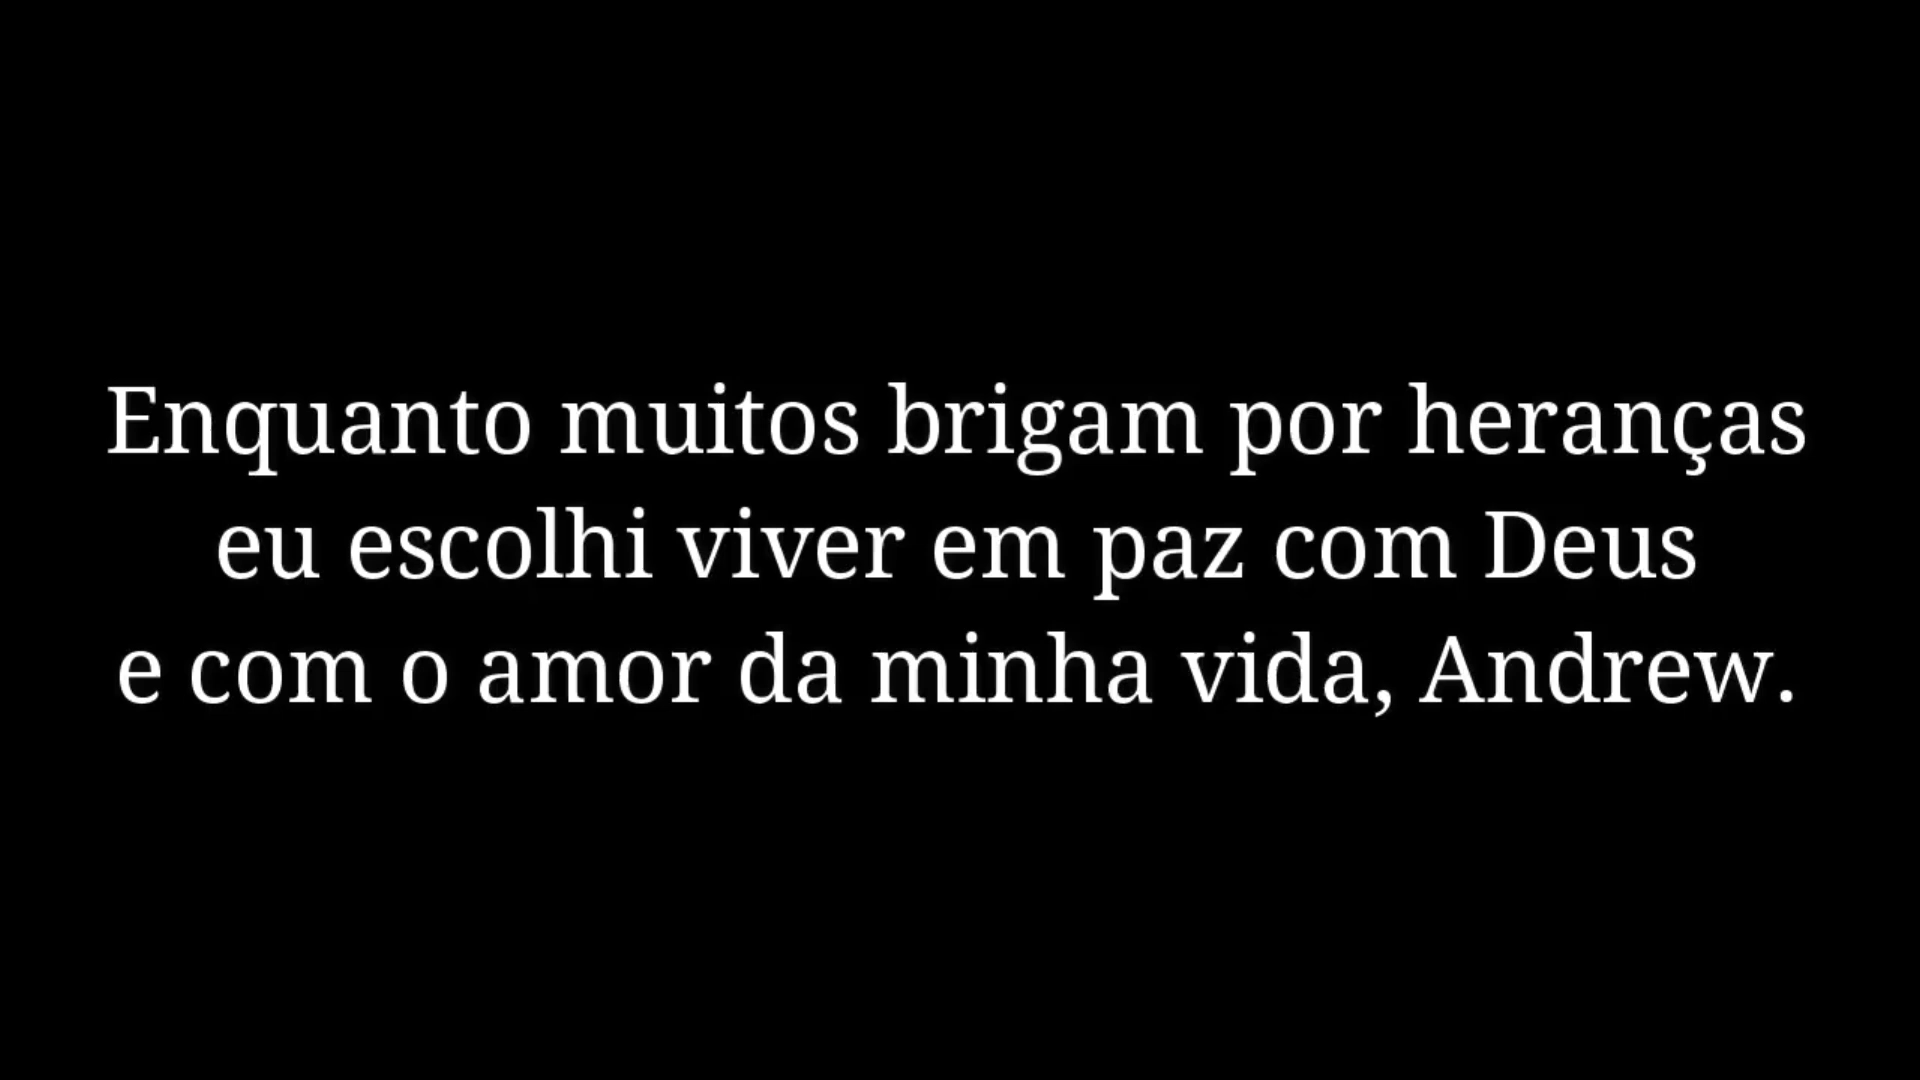 Enquanto muitos brigam por heranças
eu escolhi viver em paz com Deus
e com o amor da minha vida, Andrew.